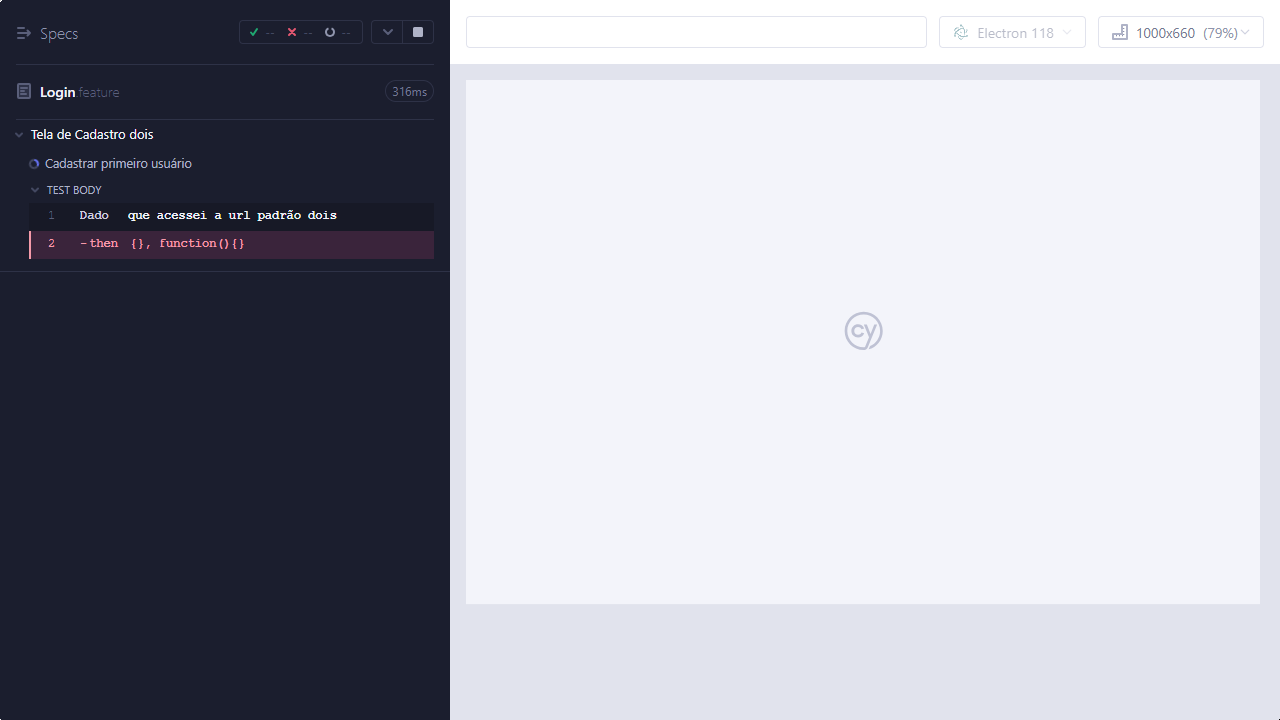 Specs
--
--
--
Electron 118
1000x660 (79%)
Login.feature
316ms
Tela de Cadastro dois
Cadastrar primeiro usuário
TEST BODY
1 Dado que acessei a url padrão dois
2 -then {}, function(){}
cy